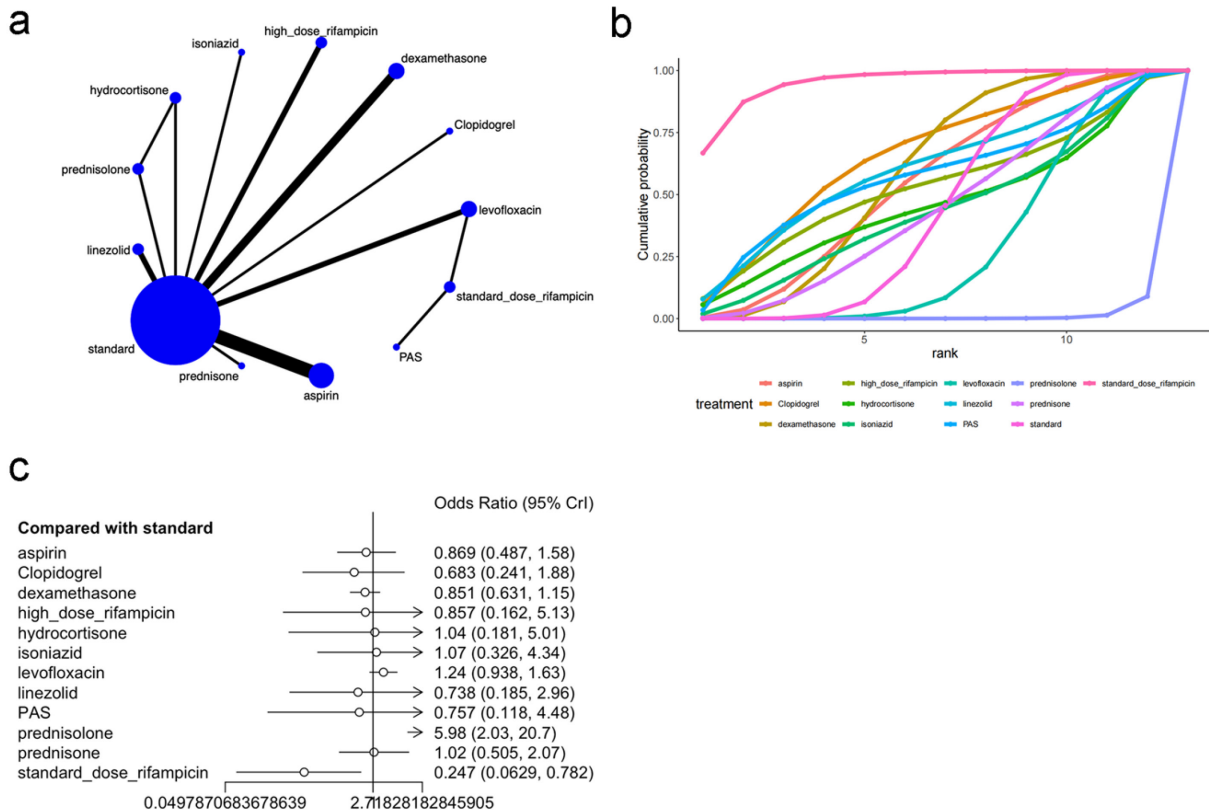 a
isoniazid
high_dose_rifampicin
dexamethasone
hydrocortisone
Clopidogrel
prednisolone
levofloxacin
linezolid
standard_dose_rifampicin
standard
PAS
prednisone
aspirin
b
Cumulative probability
1.00
0.75
0.50
0.25
0.00
5 10
rank
treatment
aspirin high_dose_rifampicin levofloxacin prednisolone standard_dose_rifampicin
Clopidogrel hydrocortisone linezolid prednisone
dexamethasone isoniazid PAS standard
c
Odds Ratio (95% CrI)
Compared with standard
aspirin 0.869 (0.487, 1.58)
Clopidogrel 0.683 (0.241, 1.88)
dexamethasone 0.851 (0.631, 1.15)
high_dose_rifampicin 0.857 (0.162, 5.13)
hydrocortisone 1.04 (0.181, 5.01)
isoniazid 1.07 (0.326, 4.34)
levofloxacin 1.24 (0.938, 1.63)
linezolid 0.738 (0.185, 2.96)
PAS 0.757 (0.118, 4.48)
prednisolone 5.98 (2.03, 20.7)
prednisone 1.02 (0.505, 2.07)
standard_dose_rifampicin 0.247 (0.0629, 0.782)
0.0497870683678639 2.71828182845905